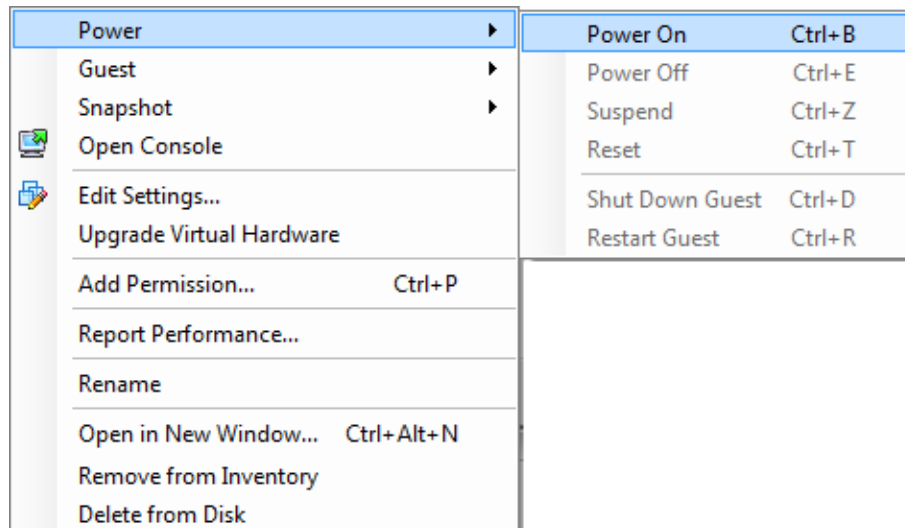 Power
Guest
Snapshot
Open Console
Edit Settings...
Upgrade Virtual Hardware
Add Permission... Ctrl+P
Report Performance...
Rename
Open in New Window... Ctrl+Alt+N
Remove from Inventory
Delete from Disk
Power On Ctrl+B
Power Off Ctrl+E
Suspend Ctrl+Z
Reset Ctrl+T
Shut Down Guest Ctrl+D
Restart Guest Ctrl+R